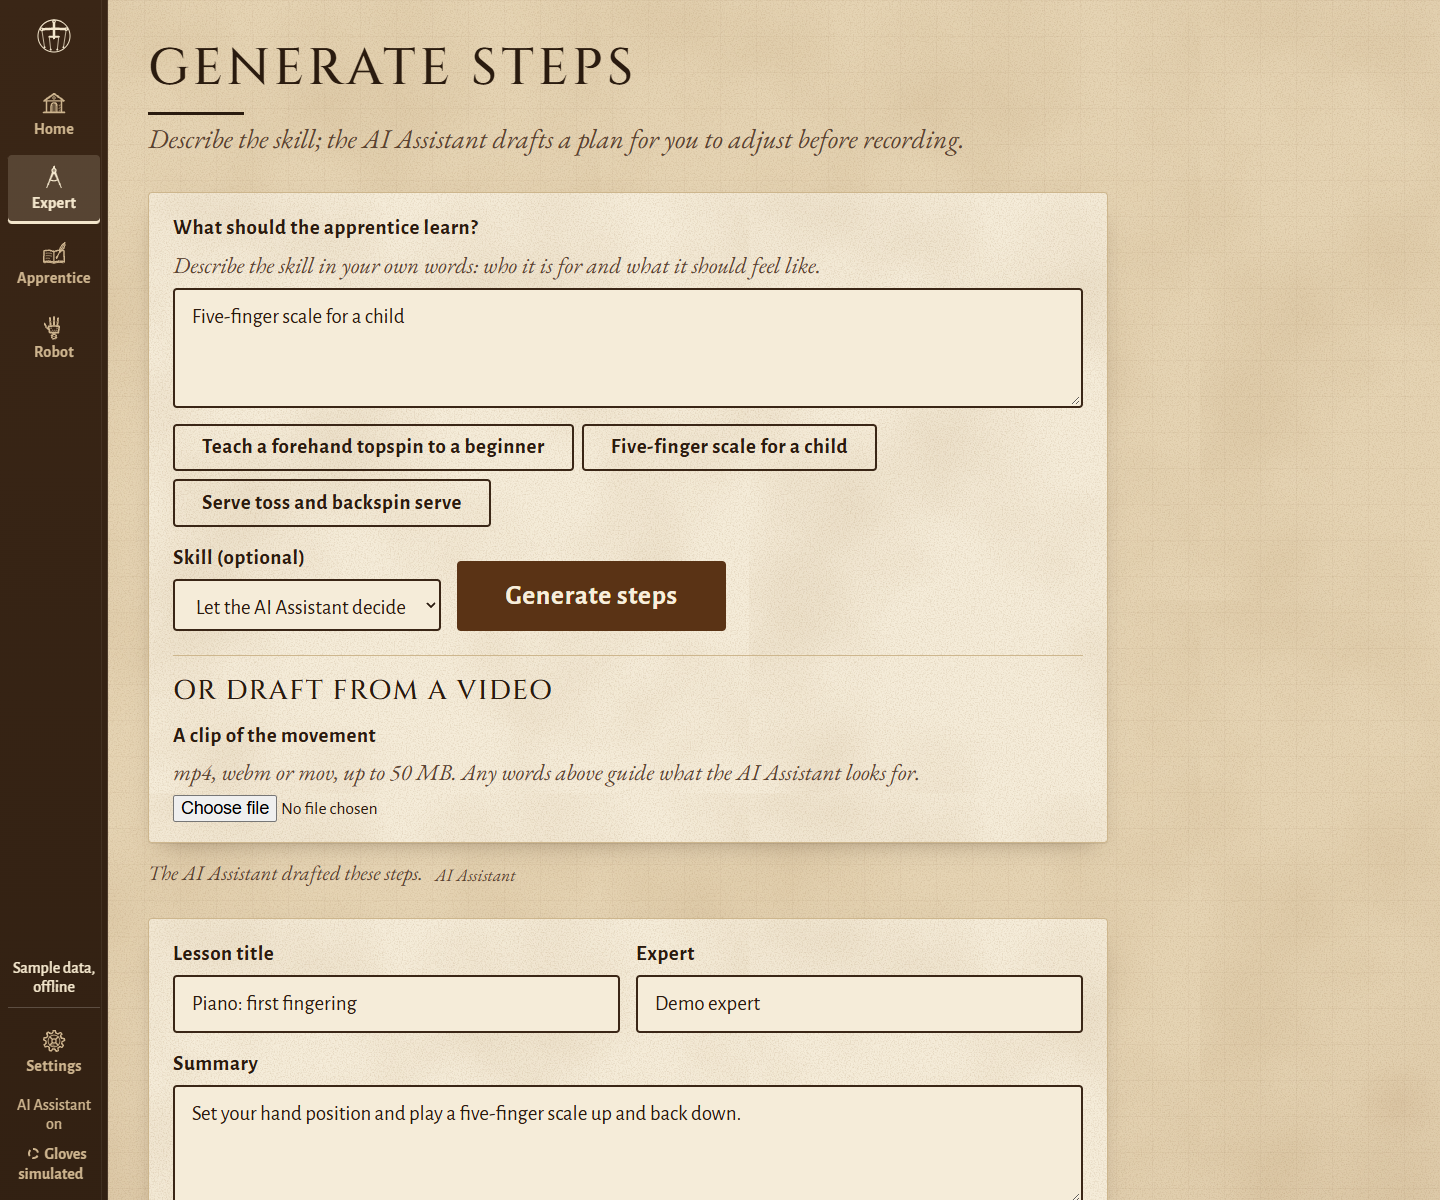 Home
Expert
Apprentice
Robot
Sample data,
offline
Settings
AI Assistant
on
Gloves
simulated
GENERATE STEPS
Describe the skill; the AI Assistant drafts a plan for you to adjust before recording.
What should the apprentice learn?
Describe the skill in your own words: who it is for and what it should feel like.
Five-finger scale for a child
Teach a forehand topspin to a beginner
Five-finger scale for a child
Serve toss and backspin serve
Skill (optional)
Let the AI Assistant decide
Generate steps
OR DRAFT FROM A VIDEO
A clip of the movement
mp4, webm or mov, up to 50 MB. Any words above guide what the AI Assistant looks for.
Choose file No file chosen
The AI Assistant drafted these steps. AI Assistant
Lesson title
Piano: first fingering
Expert
Demo expert
Summary
Set your hand position and play a five-finger scale up and back down.